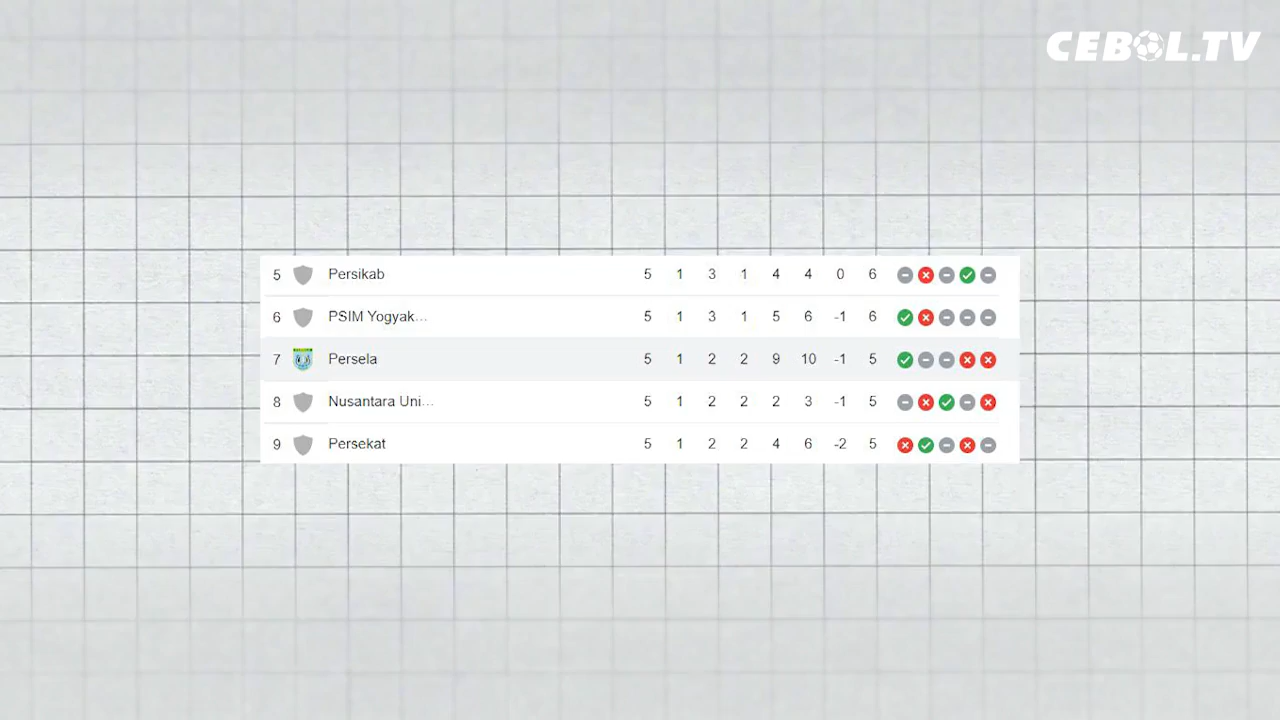 CEBOL.TV
5 Persikab 5 1 3 1 4 4 0 6
6 PSIM Yogyak... 5 1 3 1 5 6 -1 6
7 Persela 5 1 2 2 9 10 -1 5
8 Nusantara Uni... 5 1 2 2 2 3 -1 5
9 Persekat 5 1 2 2 4 6 -2 5